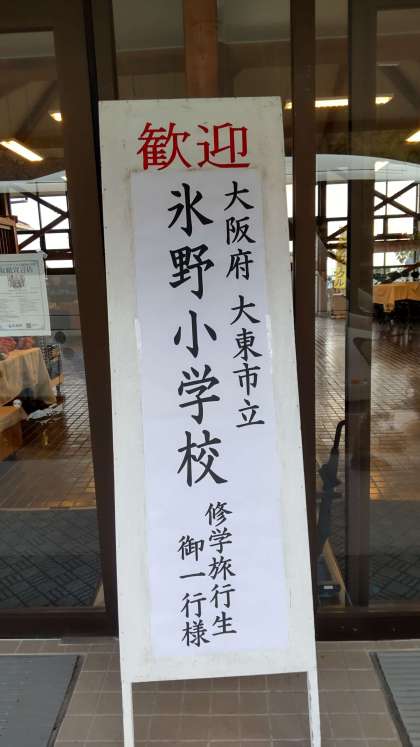 歓迎
大阪府 大東市立
氷野小学校
修学旅行生
御一行様